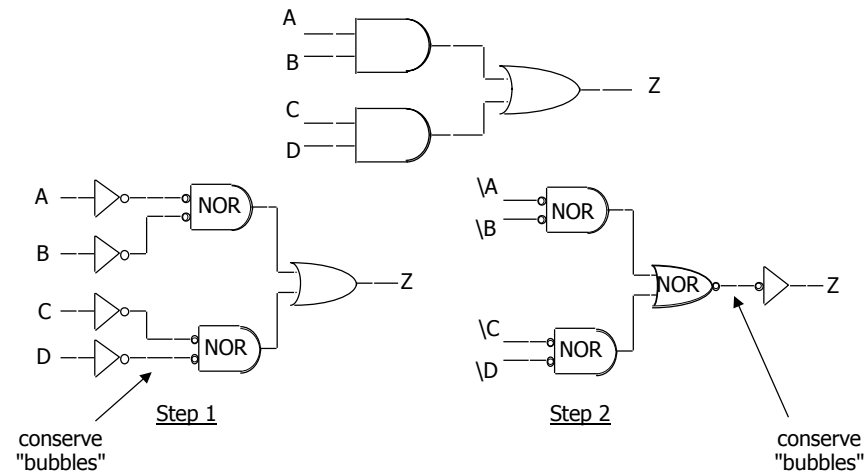 A
B
Z
C
D
A
NOR
B
Z
C
NOR
D
Step 1
conserve
"bubbles"
\A
NOR
\B
NOR
Z
\C
NOR
\D
Step 2
conserve
"bubbles"